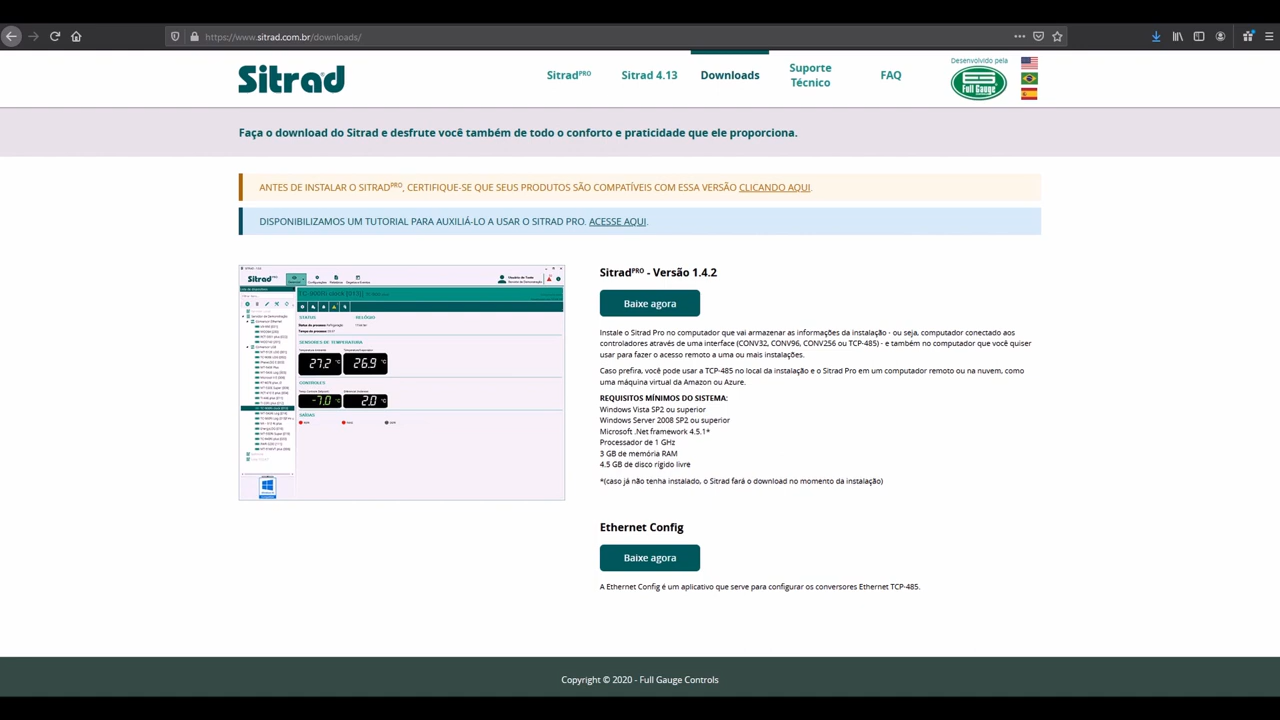 https://www.sitrad.com.br/downloads/
Sitrad
SitradPRO
Sitrad 4.13
Downloads
Suporte
Técnico
FAQ
Desenvolvido pela
Full Gauge
Faça o download do Sitrad e desfrute você também de todo o conforto e praticidade que ele proporciona.
ANTES DE INSTALAR O SITRADPRO, CERTIFIQUE-SE QUE SEUS PRODUTOS SÃO COMPATÍVEIS COM ESSA VERSÃO CLICANDO AQUI.
DISPONIBILIZAMOS UM TUTORIAL PARA AUXILIÁ-LO A USAR O SITRAD PRO. ACESSE AQUI.
Sitrad PRO
STATUS
RELÓGIO
SENSORES DE TEMPERATURA
27.2 °C
26.9 °C
CONTROLES
-7.0 °C
2.0 °C
SAÍDAS
SitradPRO - Versão 1.4.2
Baixe agora
Instale o Sitrad Pro no computador que vai armazenar as informações da instalação - ou seja, computador conectado aos
controladores através de uma interface (CONV32, CONV96, CONV256 ou TCP-485) - e também no computador que você quiser
usar para fazer o acesso remoto a uma ou mais instalações.
Caso prefira, você pode usar a TCP-485 no local da instalação e o Sitrad Pro em um computador remoto ou na nuvem, como
uma máquina virtual da Amazon ou Azure.
REQUISITOS MÍNIMOS DO SISTEMA:
Windows Vista SP2 ou superior
Windows Server 2008 SP2 ou superior
Microsoft .Net framework 4.5.1*
Processador de 1 GHz
3 GB de memória RAM
4.5 GB de disco rígido livre
*(caso já não tenha instalado, o Sitrad fará o download no momento da instalação)
Ethernet Config
Baixe agora
A Ethernet Config é um aplicativo que serve para configurar os conversores Ethernet TCP-485.
Copyright © 2020 - Full Gauge Controls